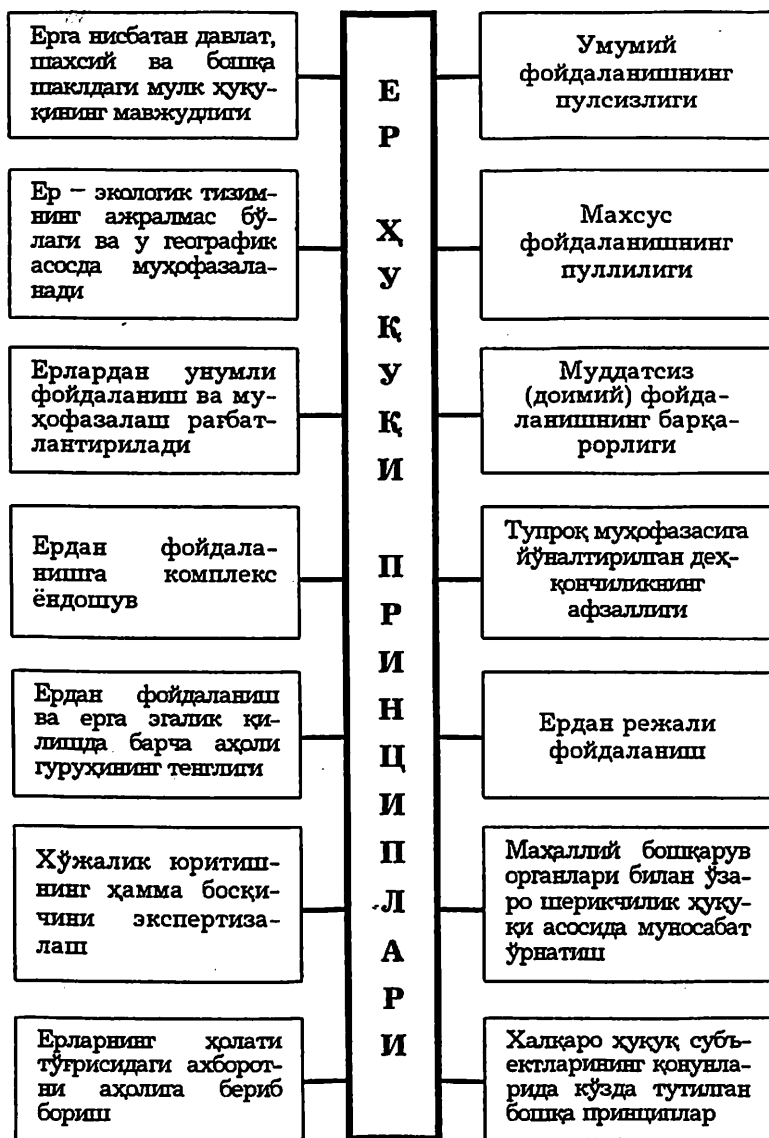 Ерга нисбатан давлат,
шахсий ва бошқа
шаклдаги мулк ҳуқу-
қининг мавжудлиги
Ер − экологик тизим-
нинг ажралмас бў-
лаги ва у географик
асосда муҳофазала-
нади
Ерлардан унумли
фойдаланиш ва му-
ҳофазалаш рағбат-
лантирилади
Ердан фойдала-
нишга комплекс
ёндошув
Ердан фойдаланиш
ва ерга эгалик қи-
лишда барча аҳоли
гуруҳининг тенглиги
Хўжалик юритиш-
нинг ҳамма босқи-
чини экспертиза-
лаш
Ерларнинг ҳолати
тўғрисидаги ахборот-
ни аҳолига бериб
бориш
ЕР ҲУҚУҚИ ПРИНЦИПЛАРИ
Умумий
фойдаланишнинг
пулсизлиги
Махсус
фойдаланишнинг
пуллилиги
Муддатсиз
(доимий) фойда-
ланишнинг барқа-
рорлиги
Тупроқ муҳофазасига
йўналтирилган деҳ-
қончиликнинг
афзаллиги
Ердан режали
фойдаланиш
Маҳаллий бошқарув
органлари билан ўза-
ро шерикчилик ҳуқу-
қи асосида муносабат
ўрнатиш
Халқаро ҳуқуқ субъ-
ектларининг қонунла-
рида кўзда тутилган
бошқа принциплар